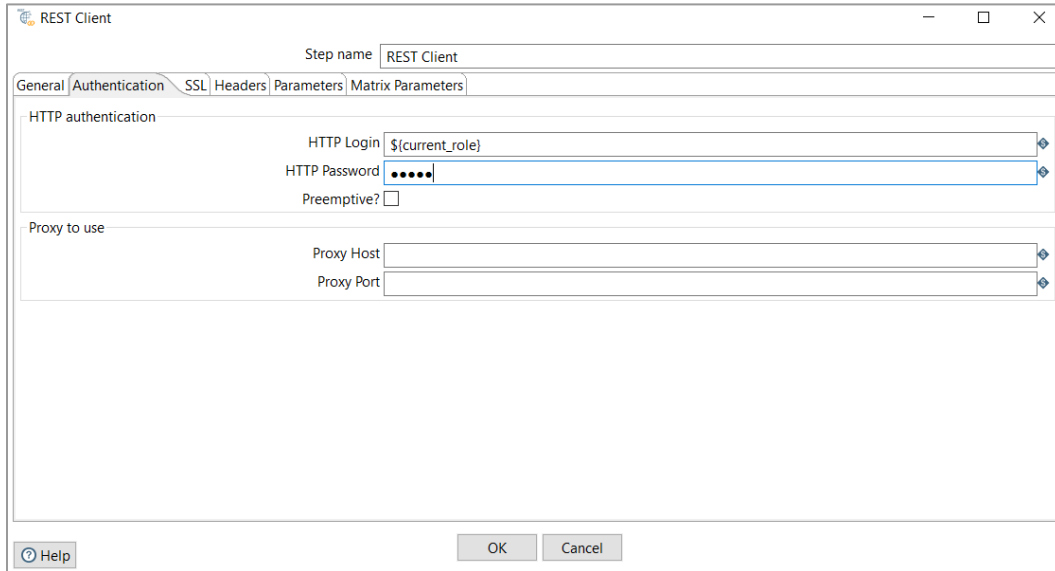 REST Client
Step name REST Client
General Authentication SSL Headers Parameters Matrix Parameters
HTTP authentication
HTTP Login ${current_role}
HTTP Password •••••
Preemptive?
Proxy to use
Proxy Host
Proxy Port
Help OK Cancel